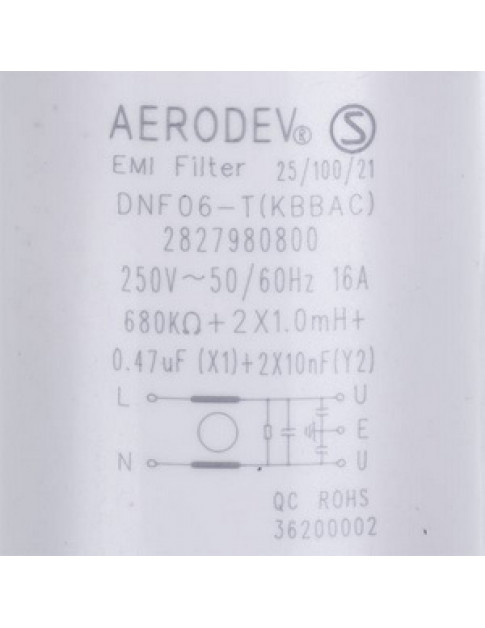 AERODEV® Ⓢ
EMI Filter 25/100/21
DNF06-T(KBBAC)
2827980800
250V~50/60Hz 16A
680KΩ+2X1.0mH+
0.47uF(X1)+2X10nF(Y2)
L U
E
N U
QC ROHS
36200002